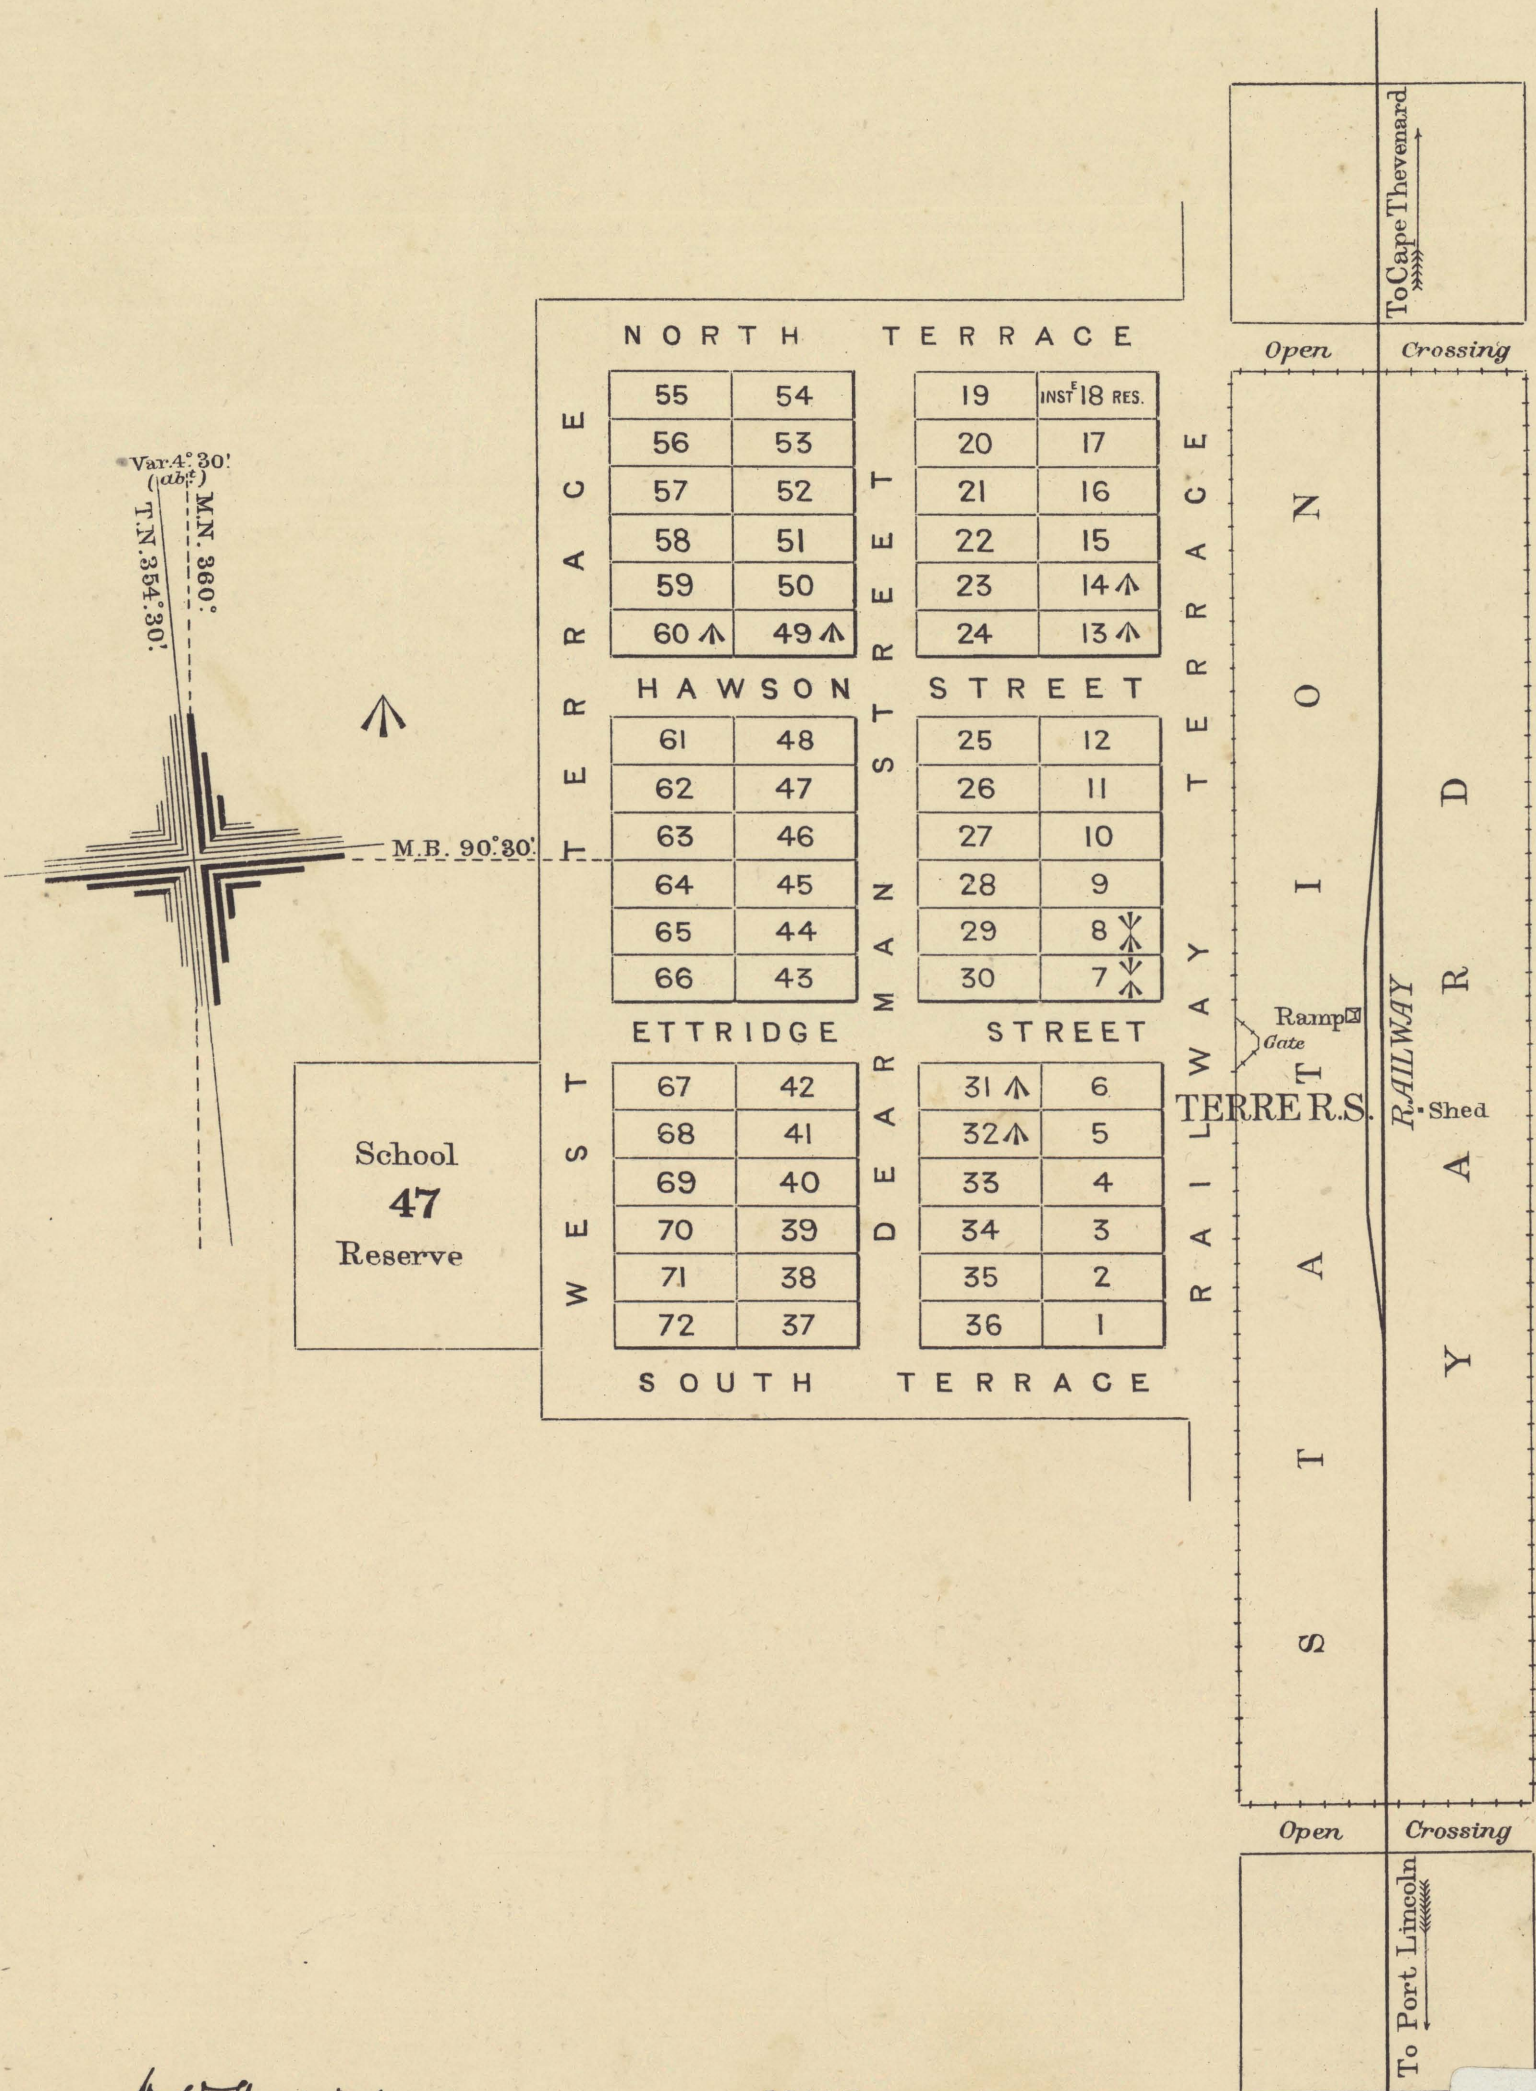 To Cape Thevenard
Open Crossing
NORTH TERRACE
55 54 19 INST.E 18 RES.
56 53 20 17
57 52 21 16
58 51 22 15
59 50 23 14
60 49 24 13
HAWSON STREET
61 48 25 12
62 47 26 11
63 46 27 10
64 45 28 9
65 44 29 8
66 43 30 7
ETTRIDGE STREET
67 42 31 6
68 41 32 5
69 40 33 4
70 39 34 3
71 38 35 2
72 37 36 1
SOUTH TERRACE
WEST TERRACE
DEARMAN STREET
RAILWAY TERRACE
Var. 4° 30'
(abt)
M.N. 360°
T.N. 354° 30'
M.B. 90° 30'
School
47
Reserve
STATION
YARD
Ramp
Gate
RAILWAY
TERRE R.S.
Shed
Open Crossing
To Port Lincoln